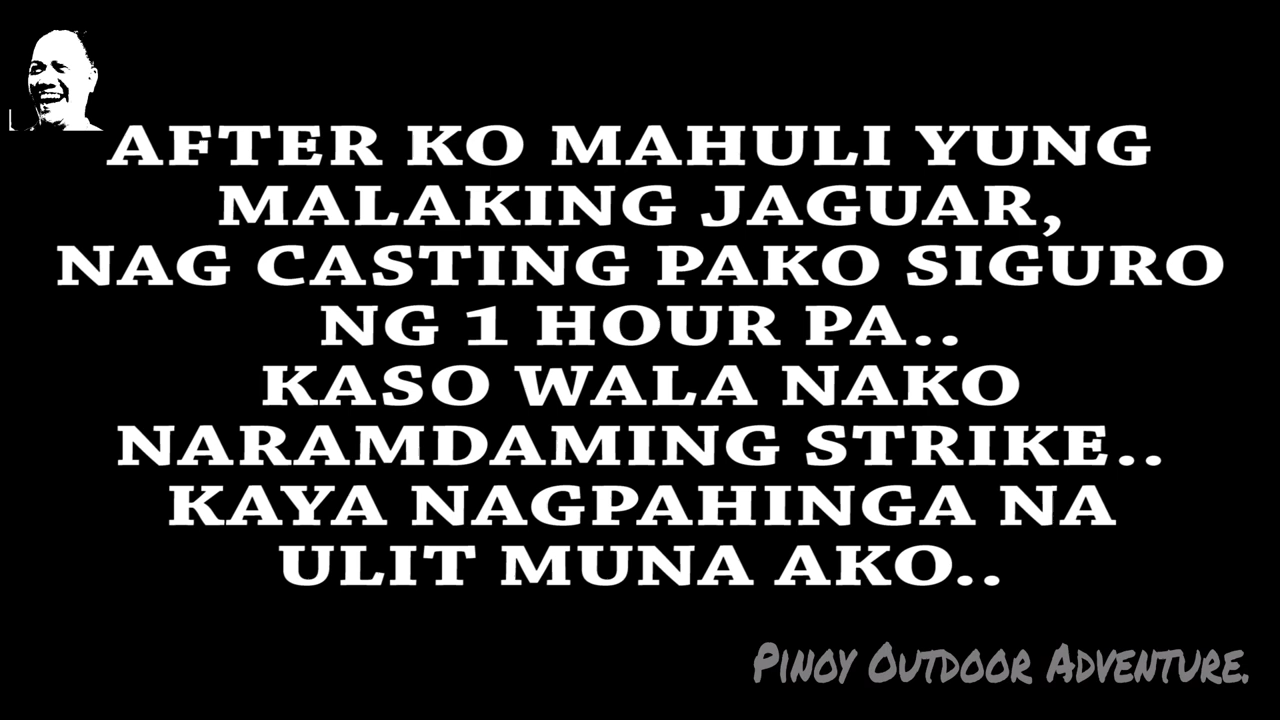 AFTER KO MAHULI YUNG
MALAKING JAGUAR,
NAG CASTING PAKO SIGURO
NG 1 HOUR PA..
KASO WALA NAKO
NARAMDAMING STRIKE..
KAYA NAGPAHINGA NA
ULIT MUNA AKO..
PINOY OUTDOOR ADVENTURE.